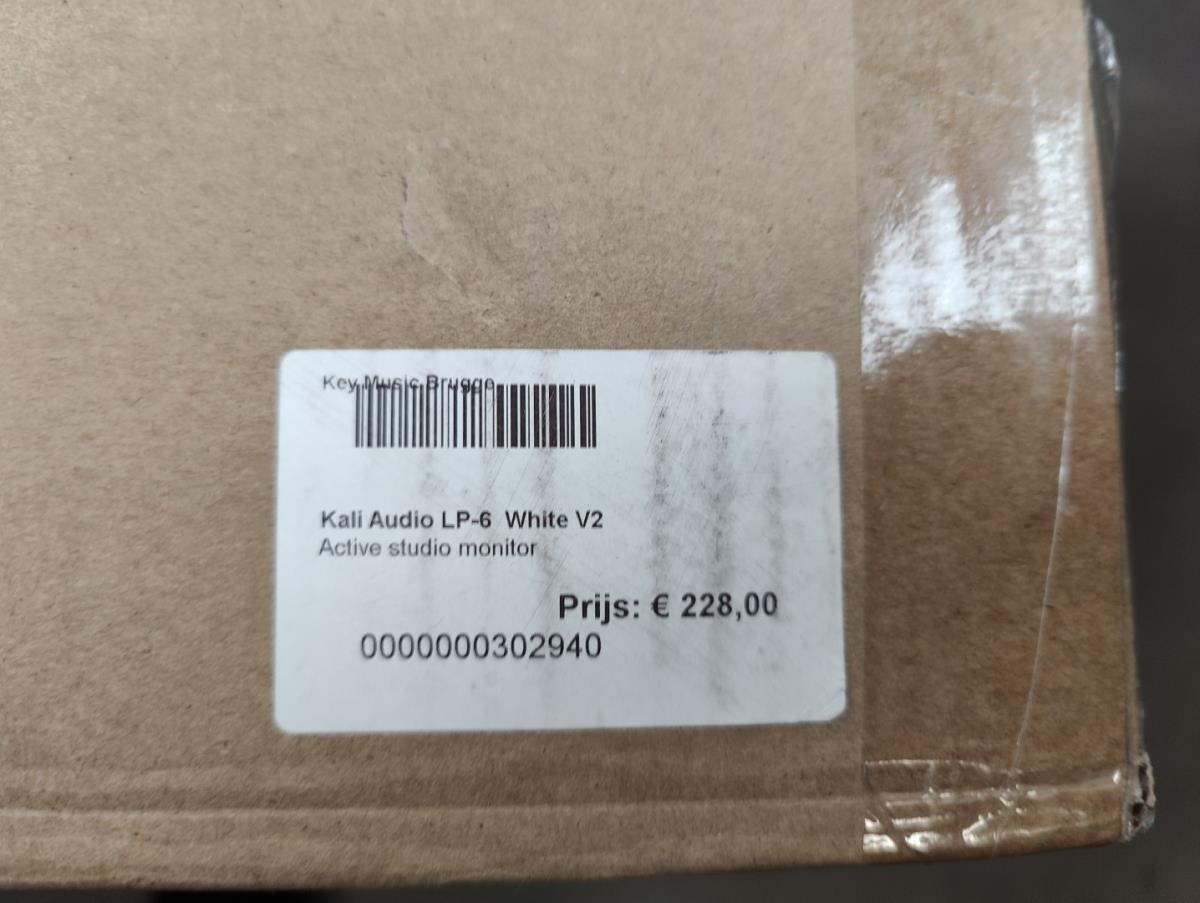 Key Music Brugge
Kali Audio LP-6 White V2
Active studio monitor
Prijs: € 228,00
0000000302940